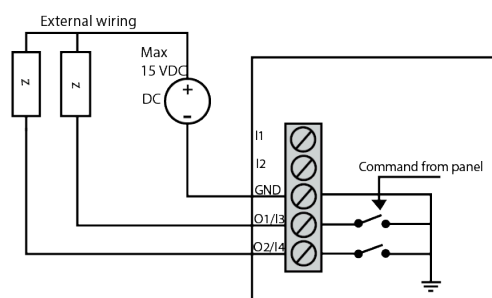 External wiring
Max
15 VDC
DC
+
-
Z
Z
I1
I2
GND
O1/I3
O2/I4
Command from panel